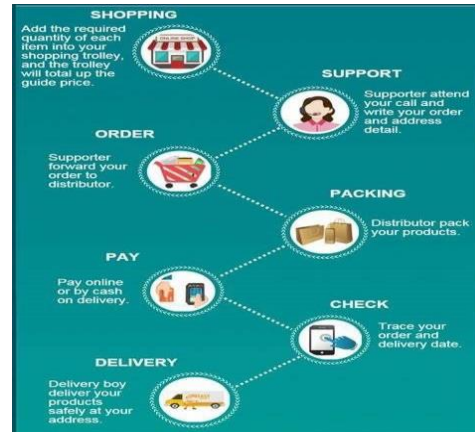 SHOPPING
Add the required
quantity of each
item into your
shopping trolley,
and the trolley
will total up the
guide price.
ONLINE SHOP
SUPPORT
Supporter attend
your call and
write your order
and address
detail.
ORDER
Supporter
forward your
order to
distributor.
PACKING
Distributor pack
your products.
PAY
Pay online
or by cash
on delivery.
CHECK
Trace your
order and
delivery date.
DELIVERY
Delivery boy
deliver your
products
safely at your
address.